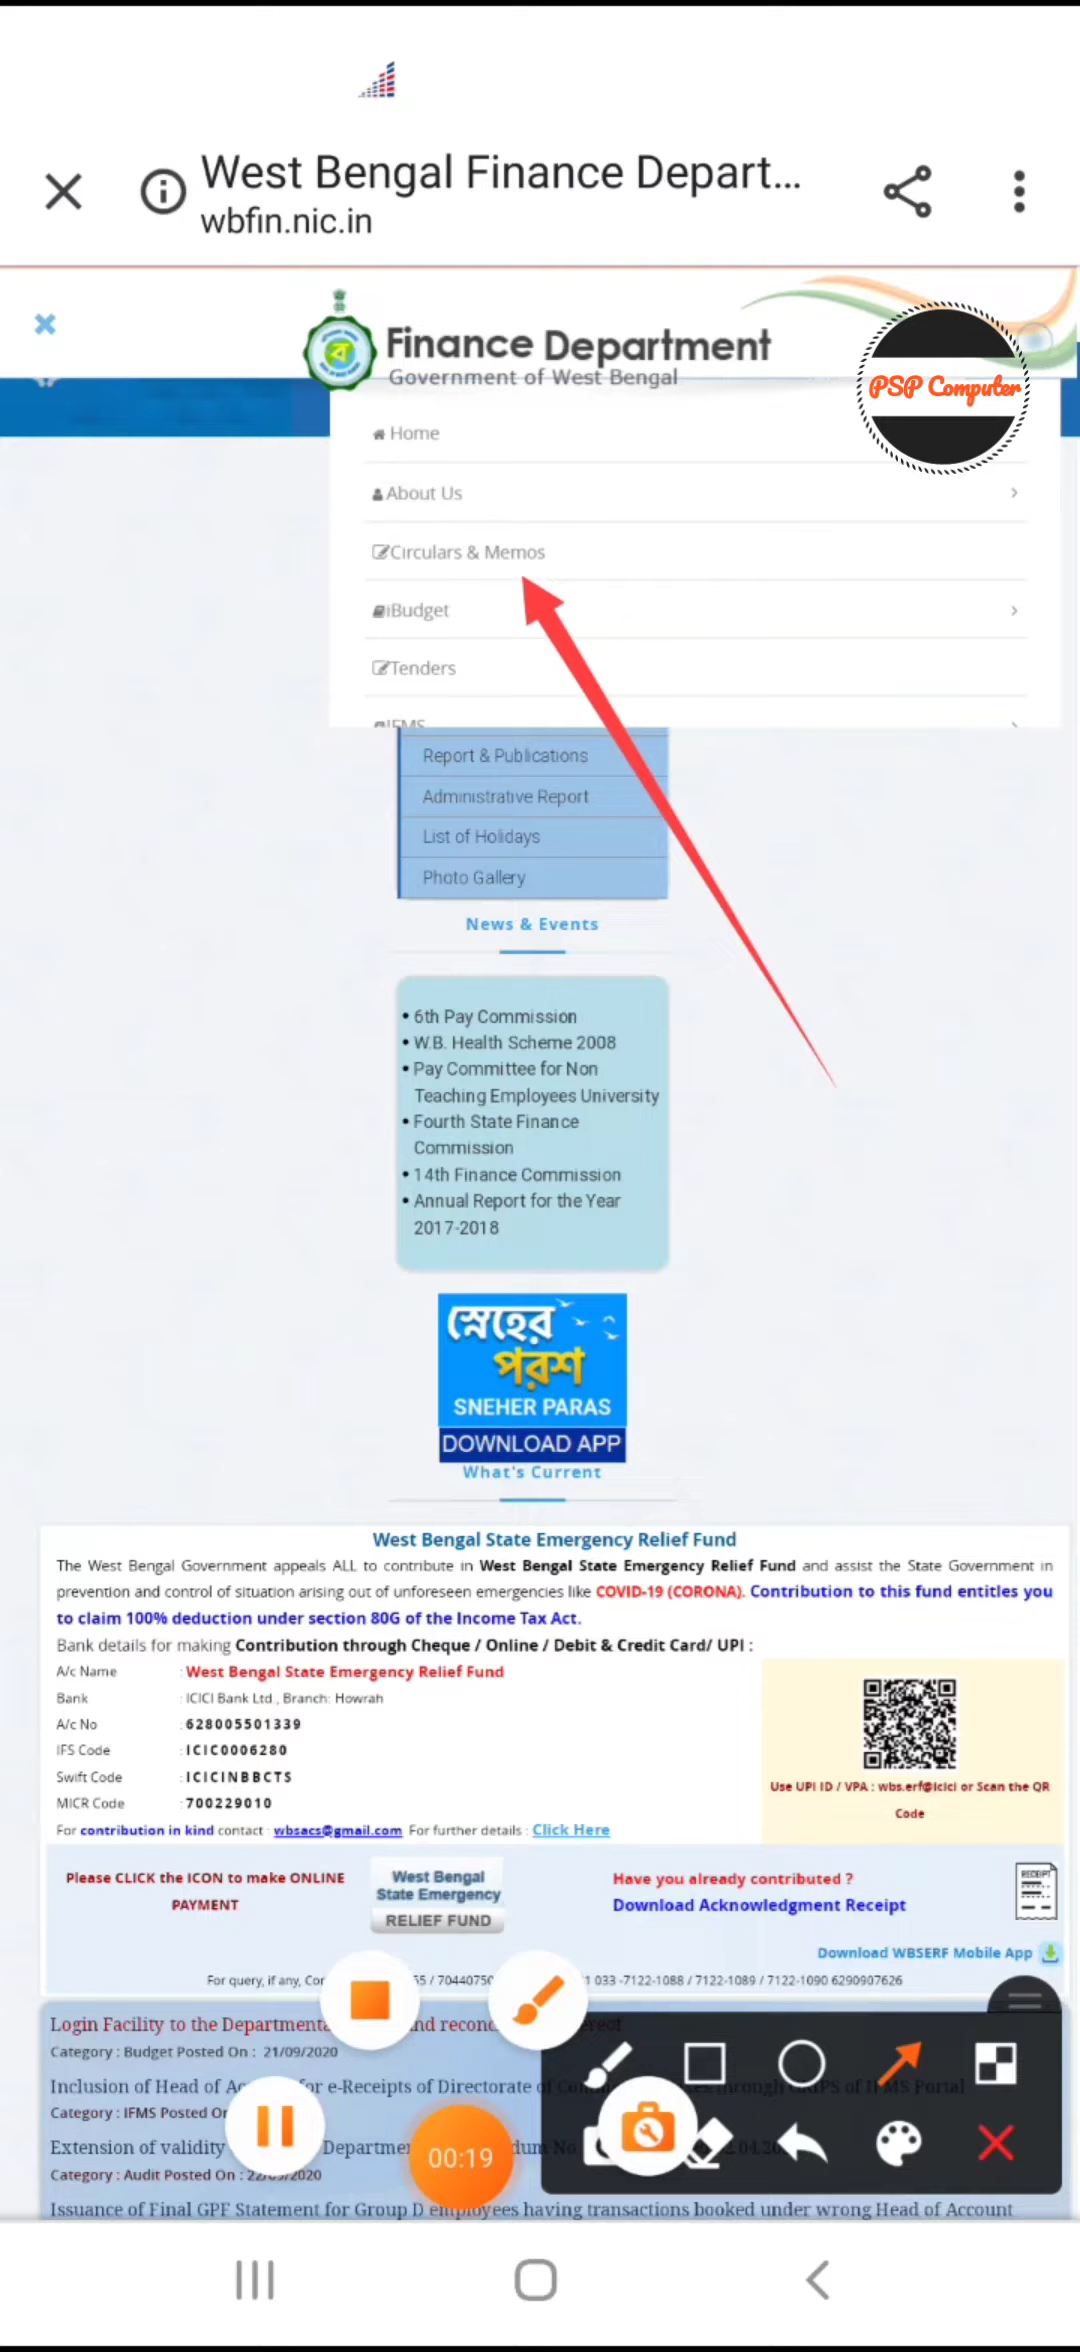 West Bengal Finance Depart...
wbfin.nic.in
Finance Department
Government of West Bengal
PSP Computer
Home
About Us
Circulars & Memos
iBudget
Tenders
IFMS
Report & Publications
Administrative Report
List of Holidays
Photo Gallery
News & Events
• 6th Pay Commission
• W.B. Health Scheme 2008
• Pay Committee for Non
Teaching Employees University
• Fourth State Finance
Commission
• 14th Finance Commission
• Annual Report for the Year
2017-2018
স্নেহের
পরশ
SNEHER PARAS
DOWNLOAD APP
What's Current
West Bengal State Emergency Relief Fund
The West Bengal Government appeals ALL to contribute in West Bengal State Emergency Relief Fund and assist the State Government in
prevention and control of situation arising out of unforeseen emergencies like COVID-19 (CORONA). Contribution to this fund entitles you
to claim 100% deduction under section 80G of the Income Tax Act.
Bank details for making Contribution through Cheque / Online / Debit & Credit Card/ UPI :
A/c Name : West Bengal State Emergency Relief Fund
Bank : ICICI Bank Ltd., Branch: Howrah
A/c No : 628005501339
IFS Code : ICIC0006280
Swift Code : ICICINBBCTS
MICR Code : 700229010
For contribution in kind contact : wbsacs@gmail.com For further details : Click Here
Use UPI ID / VPA : wbs.erf@icici or Scan the QR
Code
Please CLICK the ICON to make ONLINE
PAYMENT
West Bengal
State Emergency
RELIEF FUND
Have you already contributed ?
Download Acknowledgment Receipt
RECEIPT
Download WBSERF Mobile App
For query, if any, 033 -7122-1088 / 7122-1089 / 7122-1090 6290907626
Login Facility to the
Category : Budget Posted On : 21/09/2020
Inclusion of Head of for e-Receipts of Directorate of
Category : IFMS Posted
Extension of validity
Category : Audit Posted On :
00:19
Issuance of Final GPF Statement for Group D employees having transactions booked under wrong Head of Account